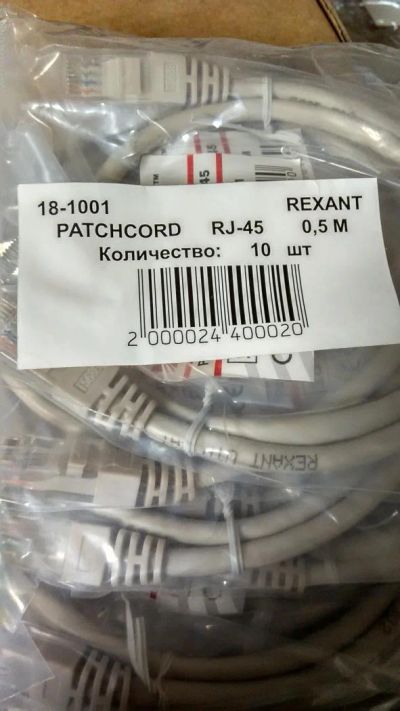 18-1001 REXANT
PATCHCORD RJ-45 0,5 М
Количество: 10 шт
2 000024 400020
REXANT